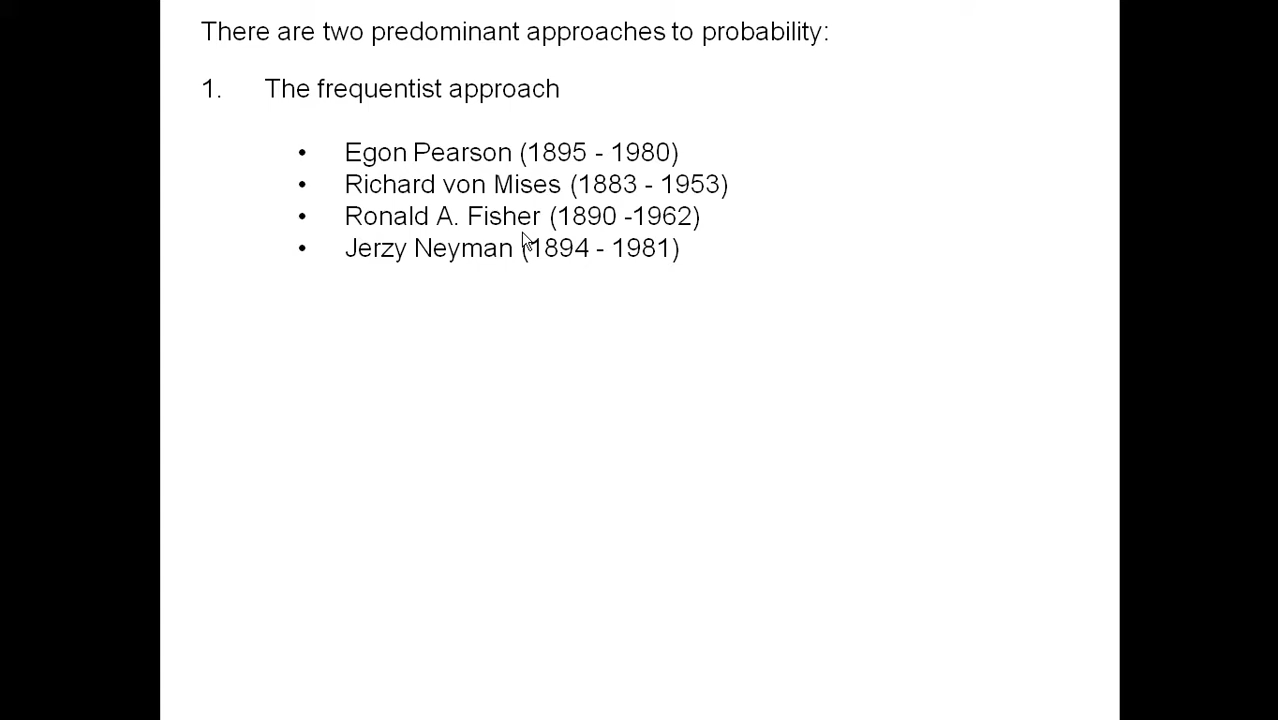 There are two predominant approaches to probability:
1. The frequentist approach
• Egon Pearson (1895 - 1980)
• Richard von Mises (1883 - 1953)
• Ronald A. Fisher (1890 -1962)
• Jerzy Neyman (1894 - 1981)